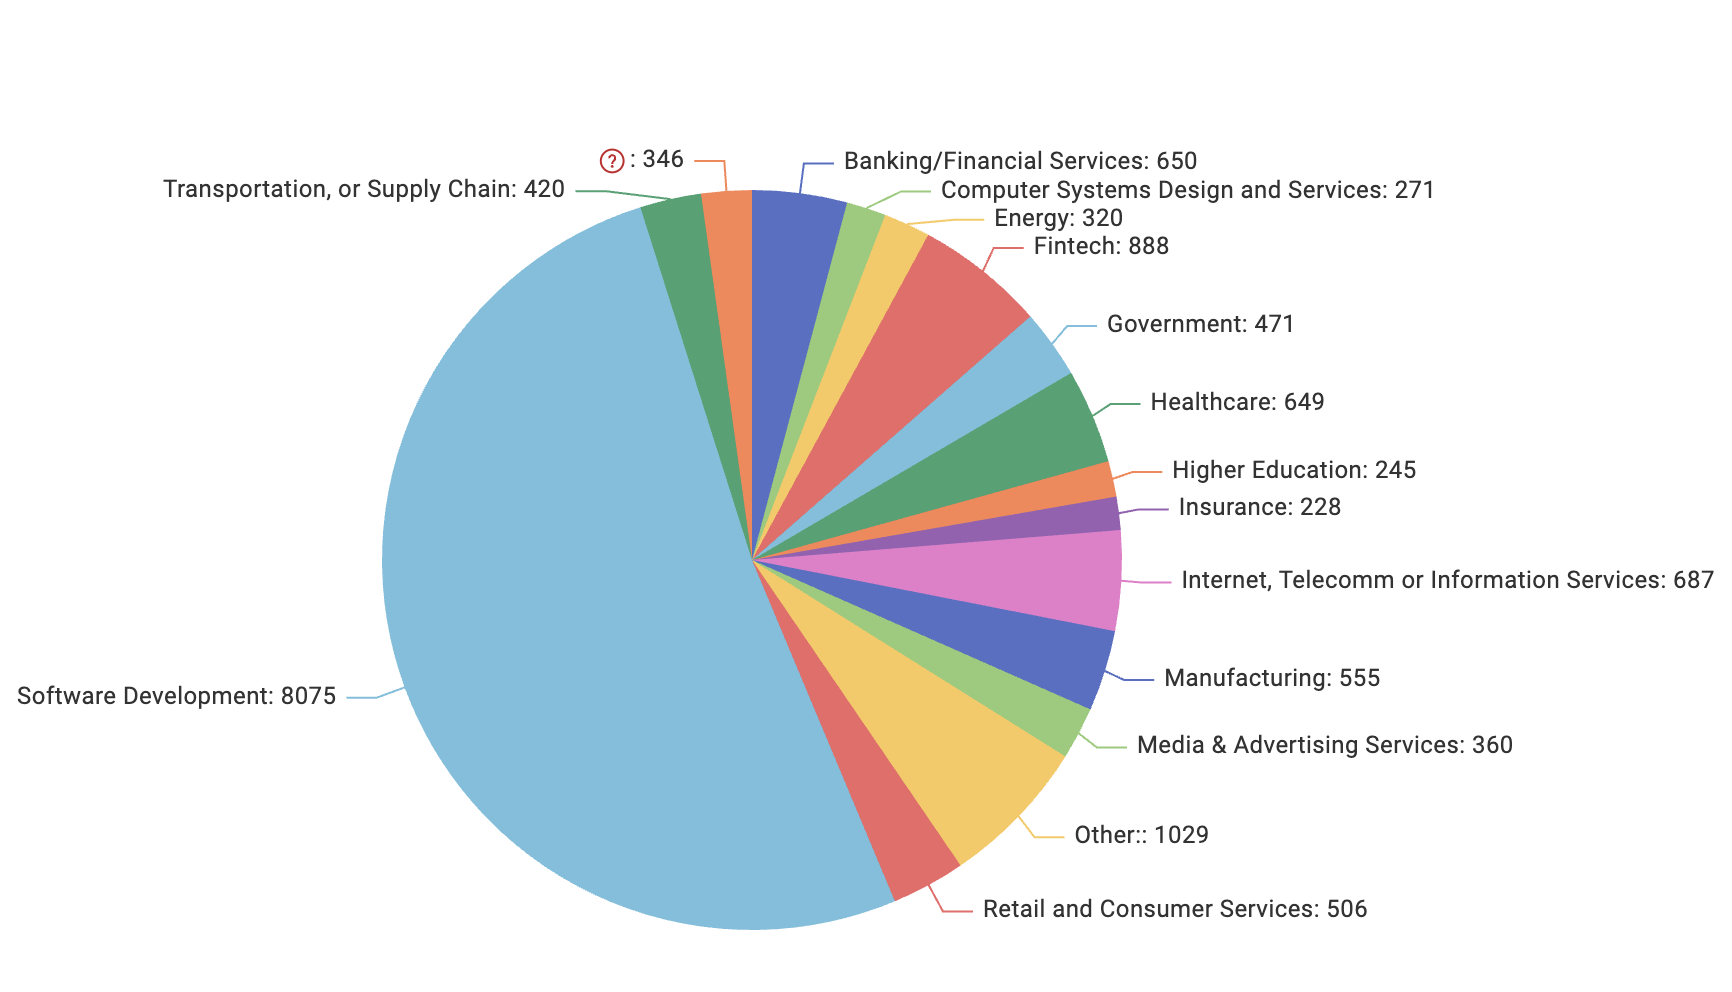 ? : 346
Banking/Financial Services: 650
Transportation, or Supply Chain: 420
Computer Systems Design and Services: 271
Energy: 320
Fintech: 888
Government: 471
Healthcare: 649
Higher Education: 245
Insurance: 228
Internet, Telecomm or Information Services: 687
Manufacturing: 555
Software Development: 8075
Media & Advertising Services: 360
Other:: 1029
Retail and Consumer Services: 506